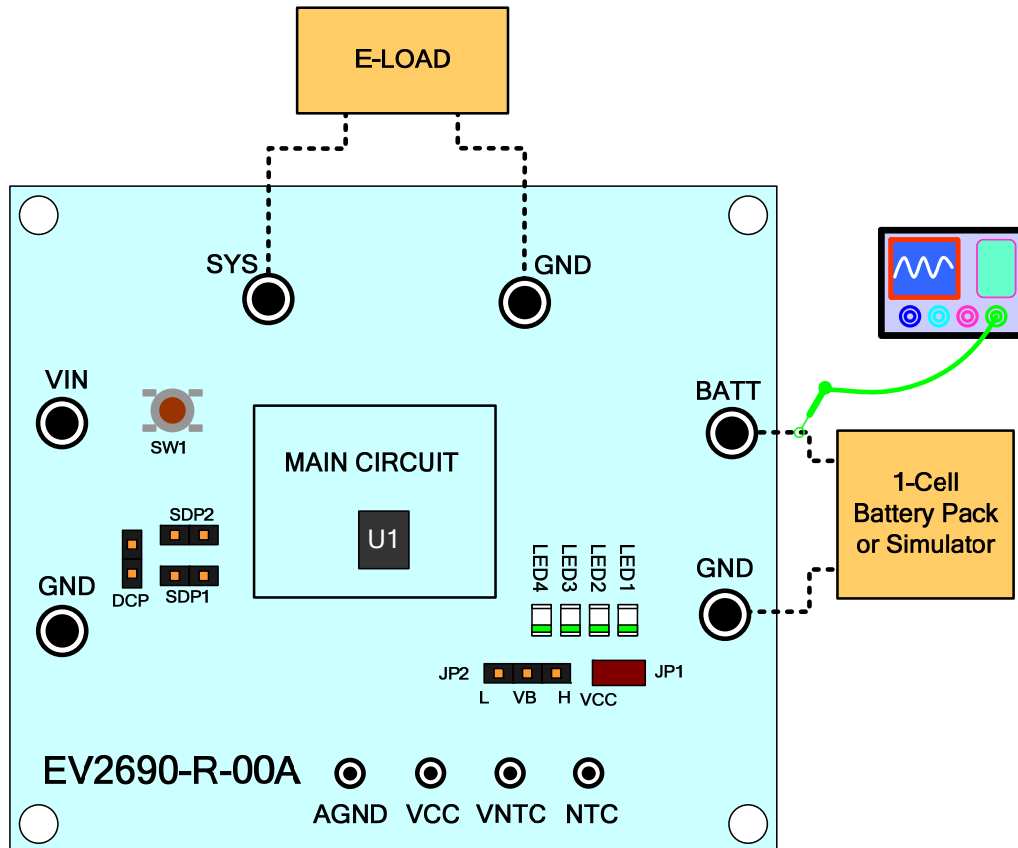 E-LOAD
SYS
GND
VIN
SW1
MAIN CIRCUIT
U1
BATT
1-Cell
Battery Pack
or Simulator
SDP2
DCP
SDP1
GND
LED4
LED3
LED2
LED1
GND
JP2
L
VB
H
VCC
JP1
EV2690-R-00A
AGND
VCC
VNTC
NTC